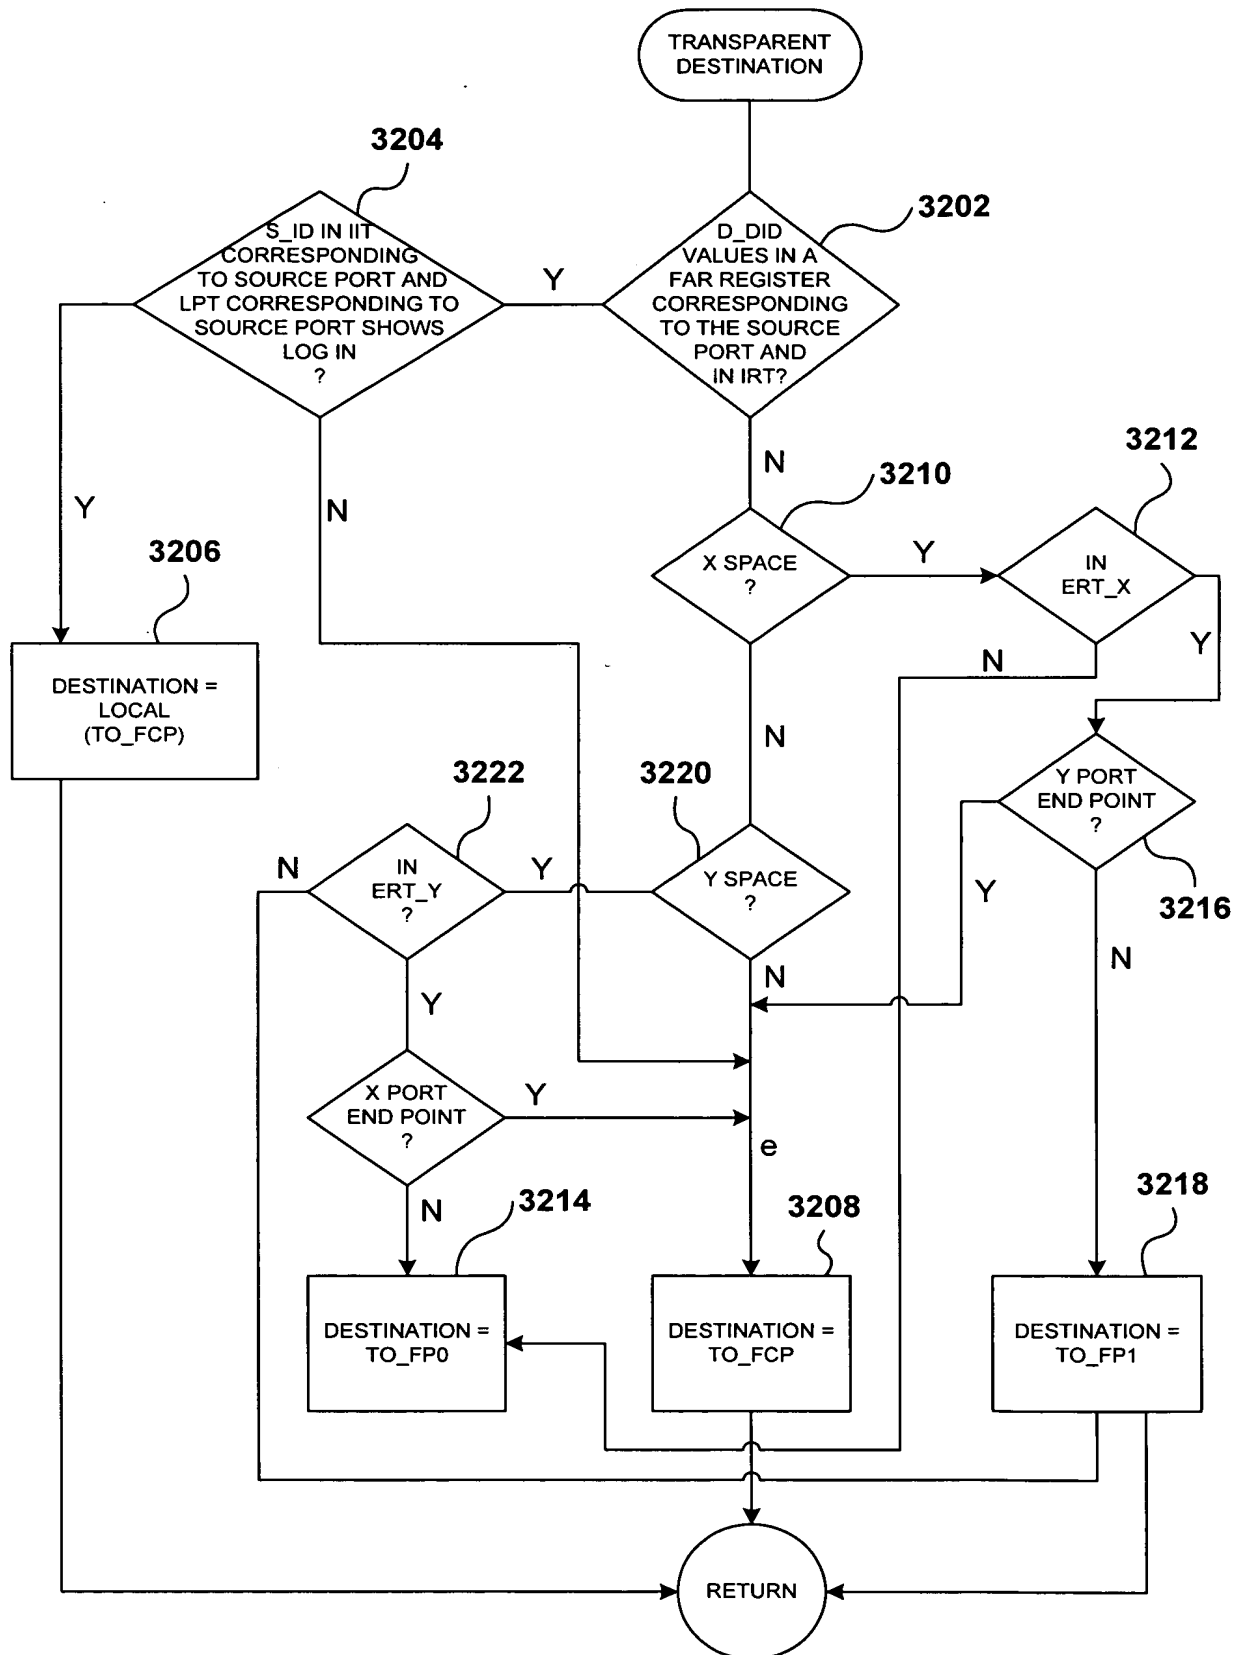 TRANSPARENT
DESTINATION
3204
3202
S_ID IN IIT
CORRESPONDING
TO SOURCE PORT AND
LPT CORRESPONDING TO
SOURCE PORT SHOWS
LOG IN
?
Y
D_DID
VALUES IN A
FAR REGISTER
CORRESPONDING
TO THE SOURCE
PORT AND
IN IRT?
N
3210
3212
Y
N
3206
X SPACE
?
Y
IN
ERT_X
Y
N
DESTINATION =
LOCAL
(TO_FCP)
N
3222
3220
Y PORT
END POINT
?
3216
N
IN
ERT_Y
?
Y
Y SPACE
?
Y
N
N
Y
X PORT
END POINT
?
Y
e
N
3214
3208
3218
DESTINATION =
TO_FP0
DESTINATION =
TO_FCP
DESTINATION =
TO_FP1
RETURN